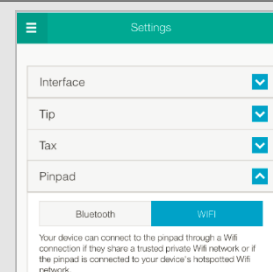 Settings
Interface
Tip
Tax
Pinpad
Bluetooth
WIFI
Your device can connect to the pinpad through a Wifi
connection if they share a trusted private Wifi network or if
the pinpad is connected to your device's hotspotted Wifi
network.